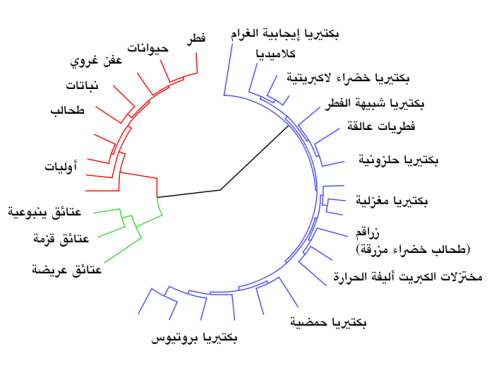 فطر
حيوانات
عفن غروي
نباتات
طحالب
أوليات
عتائق ينبوعية
عتائق قزمة
عتائق عريضة
بكتيريا إيجابية الغرام
كلاميديا
بكتيريا خضراء لاكبريتية
بكتيريا شبيهة الفطر
فطريات عالقة
بكتيريا حلزونية
بكتيريا مغزلية
زراقم
(طحالب خضراء مزرقة)
مختزلات الكبريت أليفة الحرارة
بكتيريا حمضية
بكتيريا بروتيوس